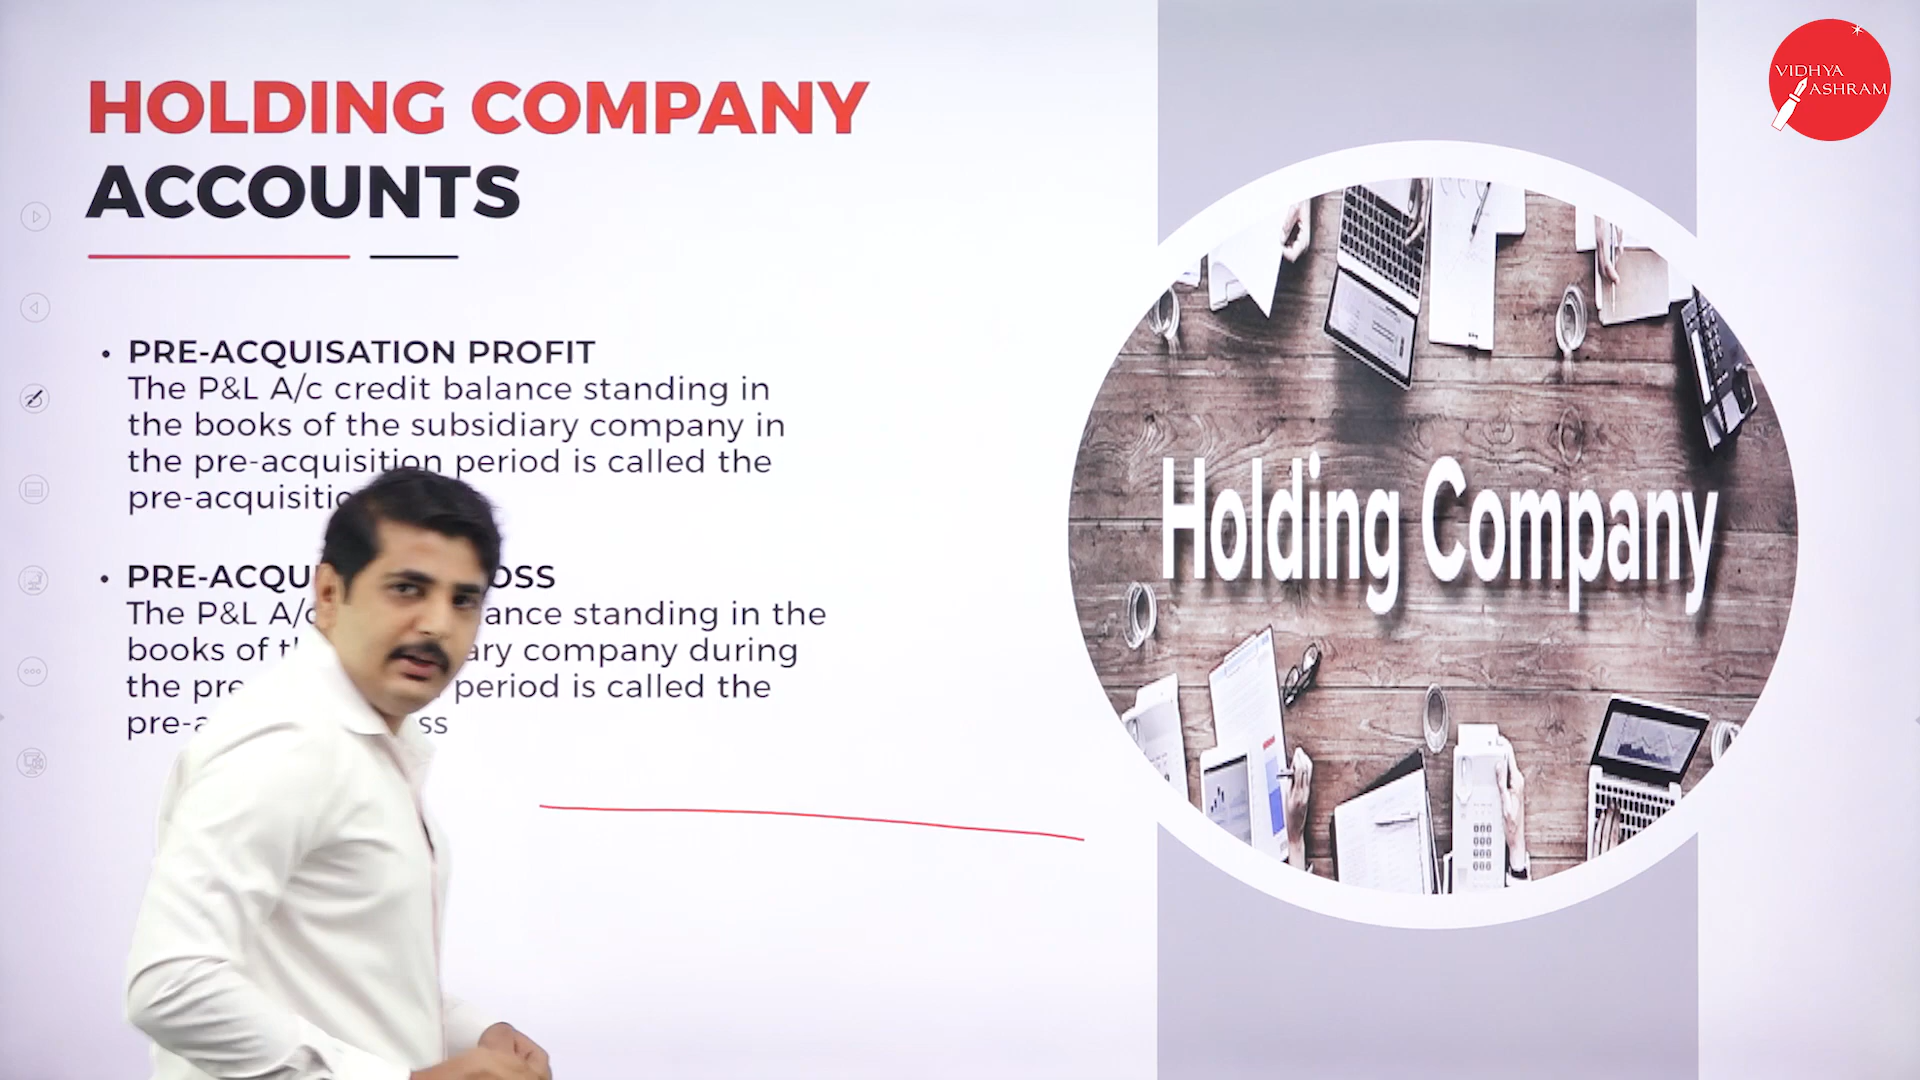 HOLDING COMPANY
ACCOUNTS
VIDHYA
ASHRAM
• PRE-ACQUISATION PROFIT
The P&L A/c credit balance standing in
the books of the subsidiary company in
the pre-acquisition period is called the
pre-acquisitio
• PRE-ACQU OSS
The P&L A/c ance standing in the
books of th ary company during
the pre period is called the
pre-a ss
Holding Company